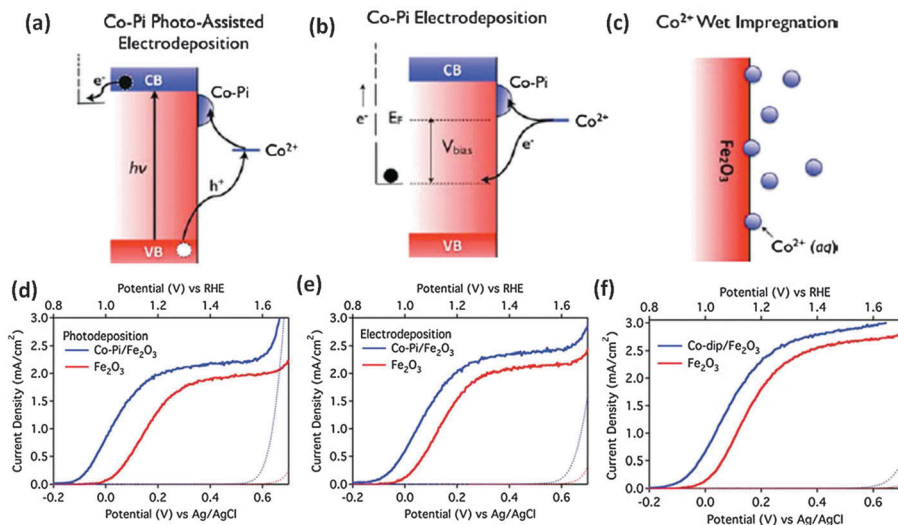 (a)
Co-Pi Photo-Assisted
Electrodeposition
e-
CB
Co-Pi
Co²⁺
hν
h⁺
VB
(b)
Co-Pi Electrodeposition
CB
Co-Pi
e-
E_F
V_bias
Co²⁺
e-
VB
(c)
Co²⁺ Wet Impregnation
Fe₂O₃
Co²⁺ (aq)
(d)
Potential (V) vs RHE
0.8 1.0 1.2 1.4 1.6
Current Density (mA/cm²)
3.0
2.5
2.0
1.5
1.0
0.5
0.0
Photodeposition
Co-Pi/Fe₂O₃
Fe₂O₃
-0.2 0.0 0.2 0.4 0.6
Potential (V) vs Ag/AgCl
(e)
Potential (V) vs RHE
0.8 1.0 1.2 1.4 1.6
Current Density (mA/cm²)
3.0
2.5
2.0
1.5
1.0
0.5
0.0
Electrodeposition
Co-Pi/Fe₂O₃
Fe₂O₃
-0.2 0.0 0.2 0.4 0.6
Potential (V) vs Ag/AgCl
(f)
Potential (V) vs RHE
0.8 1.0 1.2 1.4 1.6
Current Density (mA/cm²)
3.0
2.5
2.0
1.5
1.0
0.5
0.0
Co-dip/Fe₂O₃
Fe₂O₃
-0.2 0.0 0.2 0.4 0.6
Potential (V) vs Ag/AgCl